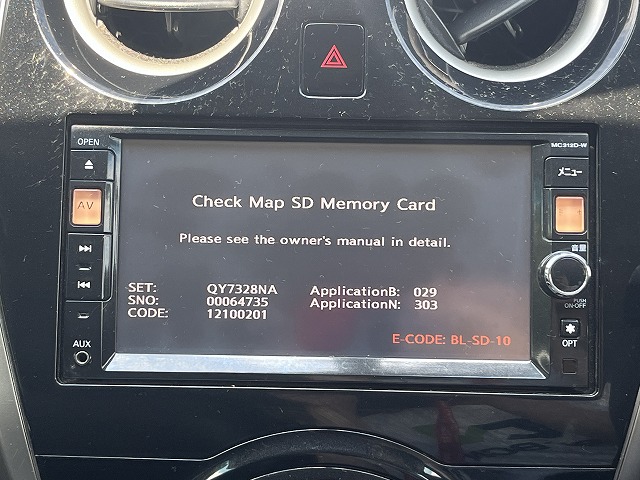 OPEN
MC312D-W
メニュー
AV
音量
PUSH
ON-OFF
AUX
OPT
Check Map SD Memory Card
Please see the owner's manual in detail.
SET: QY7328NA ApplicationB: 029
SNO: 00064735 ApplicationN: 303
CODE: 12100201
E-CODE: BL-SD-10